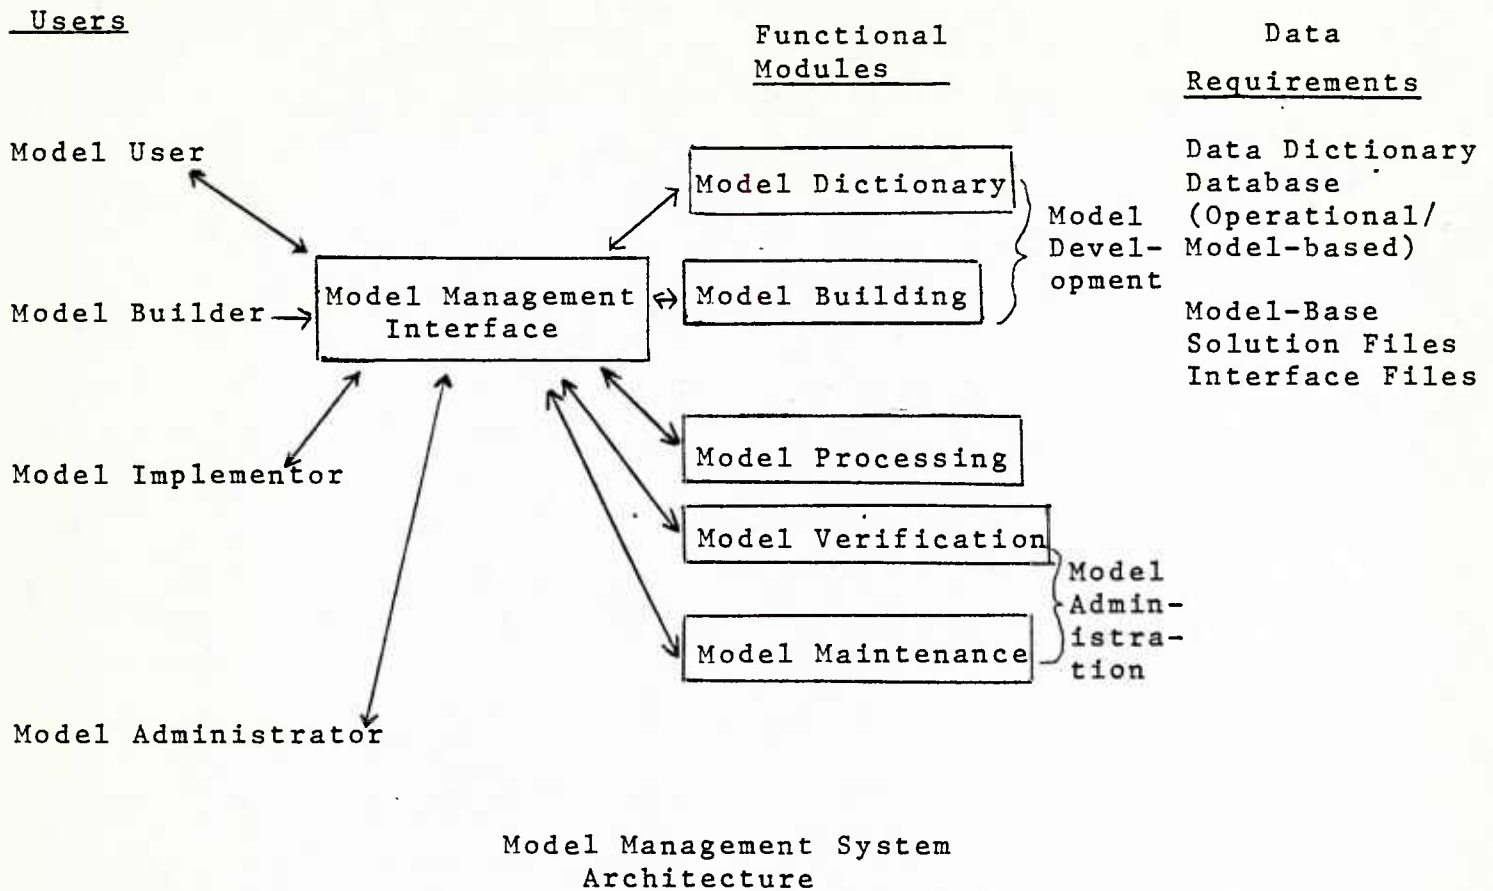 Users
Functional
Modules
Data
Requirements
Model User
Model Builder
Model Implementor
Model Administrator
Model Management
Interface
Model Dictionary
Model Building
Model
Devel-
opment
Model Processing
Model Verification
Model Maintenance
Model
Admin-
istra-
tion
Data Dictionary
Database
(Operational/
Model-based)
Model-Base
Solution Files
Interface Files
Model Management System
Architecture